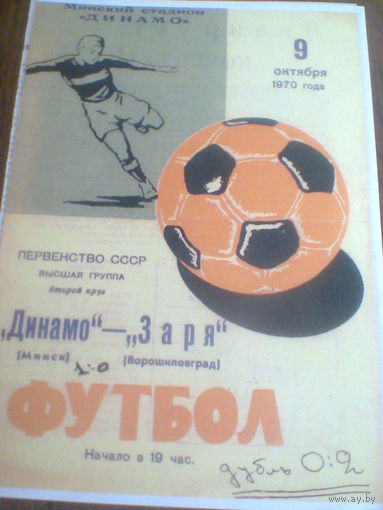 Минский стадион
«ДИНАМО»
9
октября
1970 года
ПЕРВЕНСТВО СССР
ВЫСШАЯ ГРУППА
Второй круг
„Динамо“—„Заря“
(Минск) (Ворошиловград)
1:0
ФУТБОЛ
Начало в 19 час.
дубль 0:2
www.ay.by